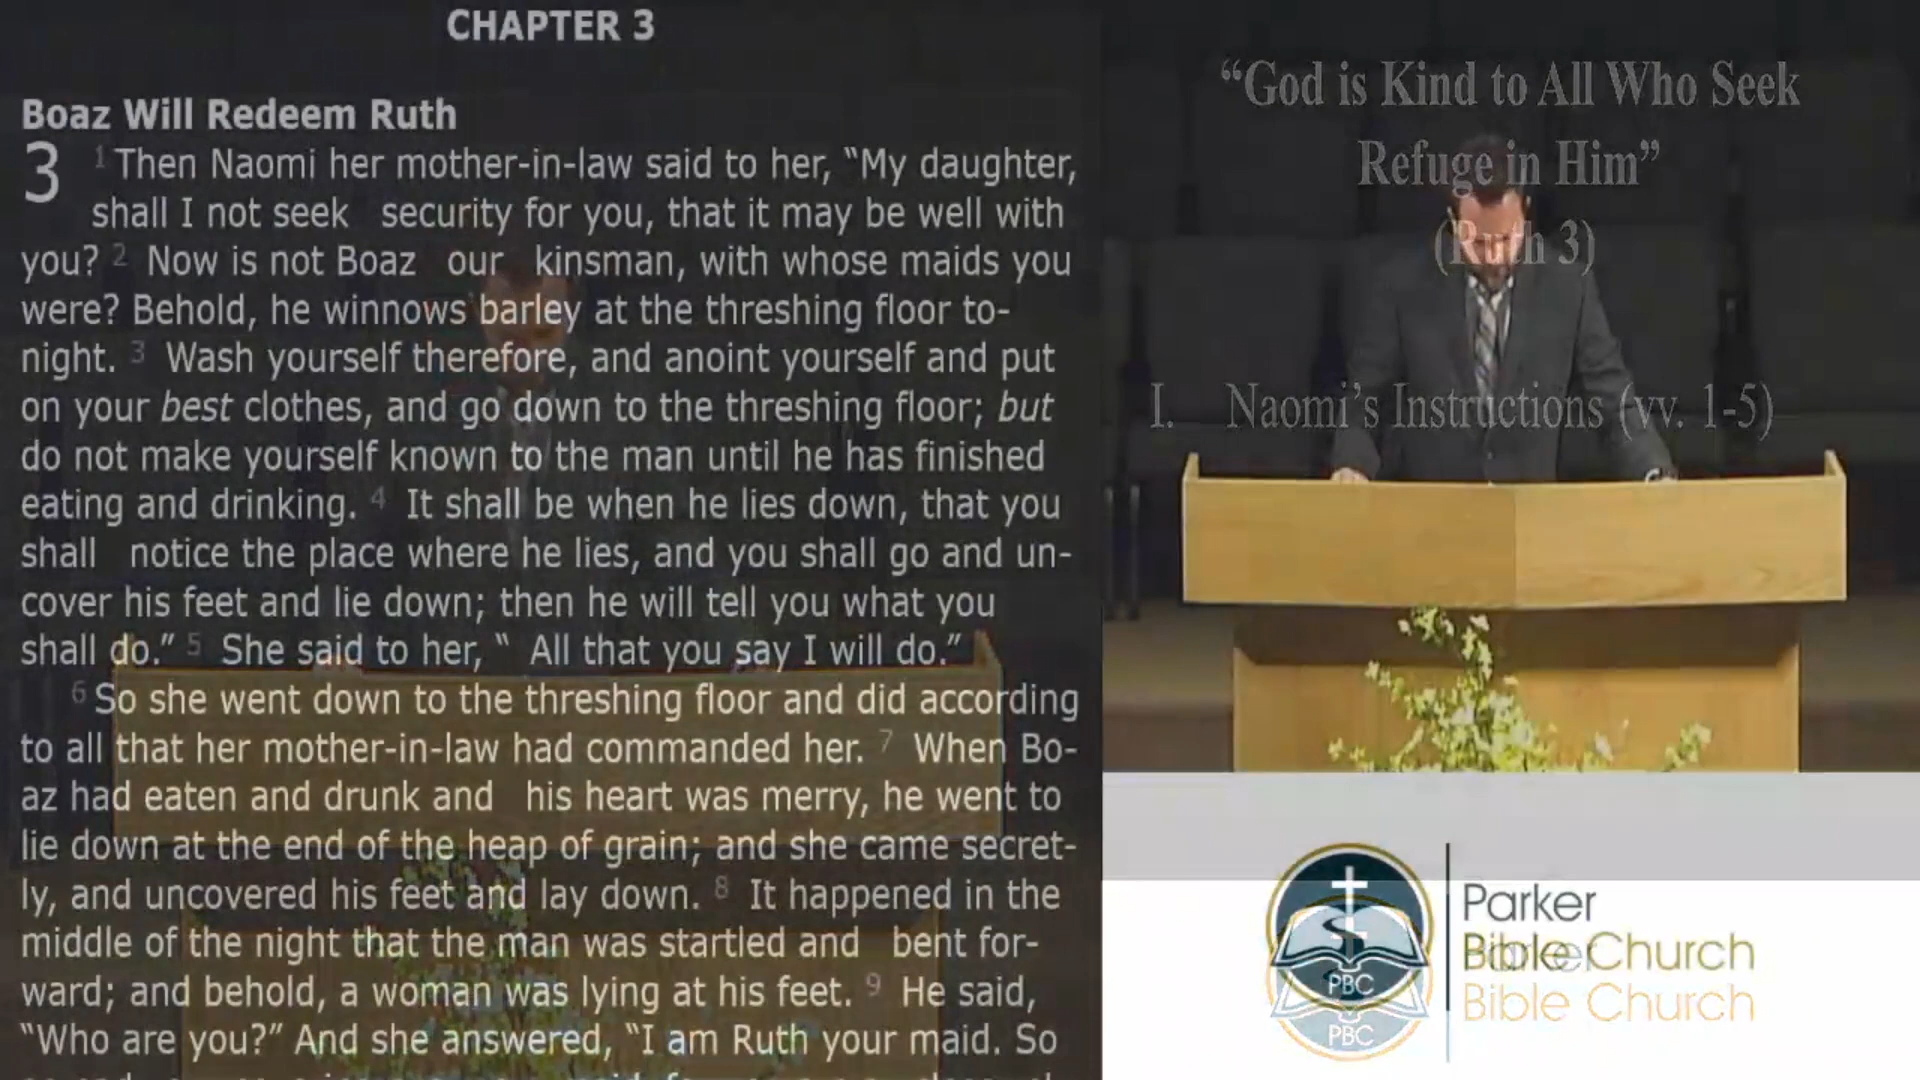 CHAPTER 3
Boaz Will Redeem Ruth
3 1 Then Naomi her mother-in-law said to her, “My daughter,
shall I not seek security for you, that it may be well with
you? 2 Now is not Boaz our kinsman, with whose maids you
were? Behold, he winnows barley at the threshing floor to-
night. 3 Wash yourself therefore, and anoint yourself and put
on your best clothes, and go down to the threshing floor; but
do not make yourself known to the man until he has finished
eating and drinking. 4 It shall be when he lies down, that you
shall notice the place where he lies, and you shall go and un-
cover his feet and lie down; then he will tell you what you
shall do.” 5 She said to her, “ All that you say I will do.”
6 So she went down to the threshing floor and did according
to all that her mother-in-law had commanded her. 7 When Bo-
az had eaten and drunk and his heart was merry, he went to
lie down at the end of the heap of grain; and she came secret-
ly, and uncovered his feet and lay down. 8 It happened in the
middle of the night that the man was startled and bent for-
ward; and behold, a woman was lying at his feet. 9 He said,
“Who are you?” And she answered, “I am Ruth your maid. So
“God is Kind to All Who Seek
Refuge in Him”
(Ruth 3)
I. Naomi’s Instructions (vv. 1-5)
PBC
PBC
Parker
Bible Church
Parker
Bible Church